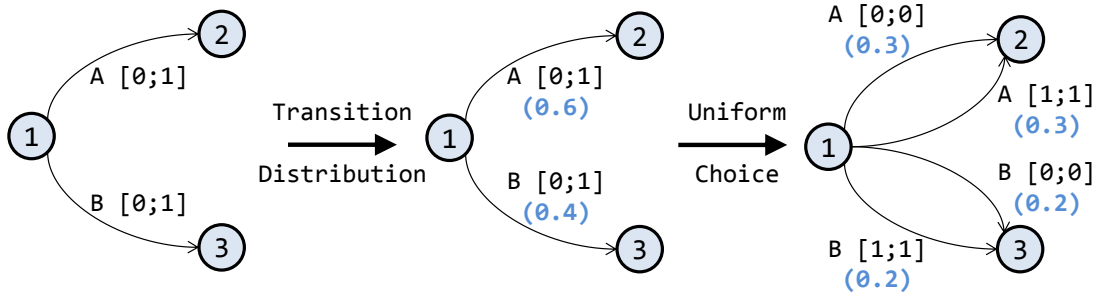 1
2
A [0;1]
B [0;1]
3
Transition
Distribution
1
2
A [0;1]
(0.6)
B [0;1]
(0.4)
3
Uniform
Choice
1
A [0;0]
(0.3)
2
A [1;1]
(0.3)
B [0;0]
(0.2)
B [1;1]
(0.2)
3